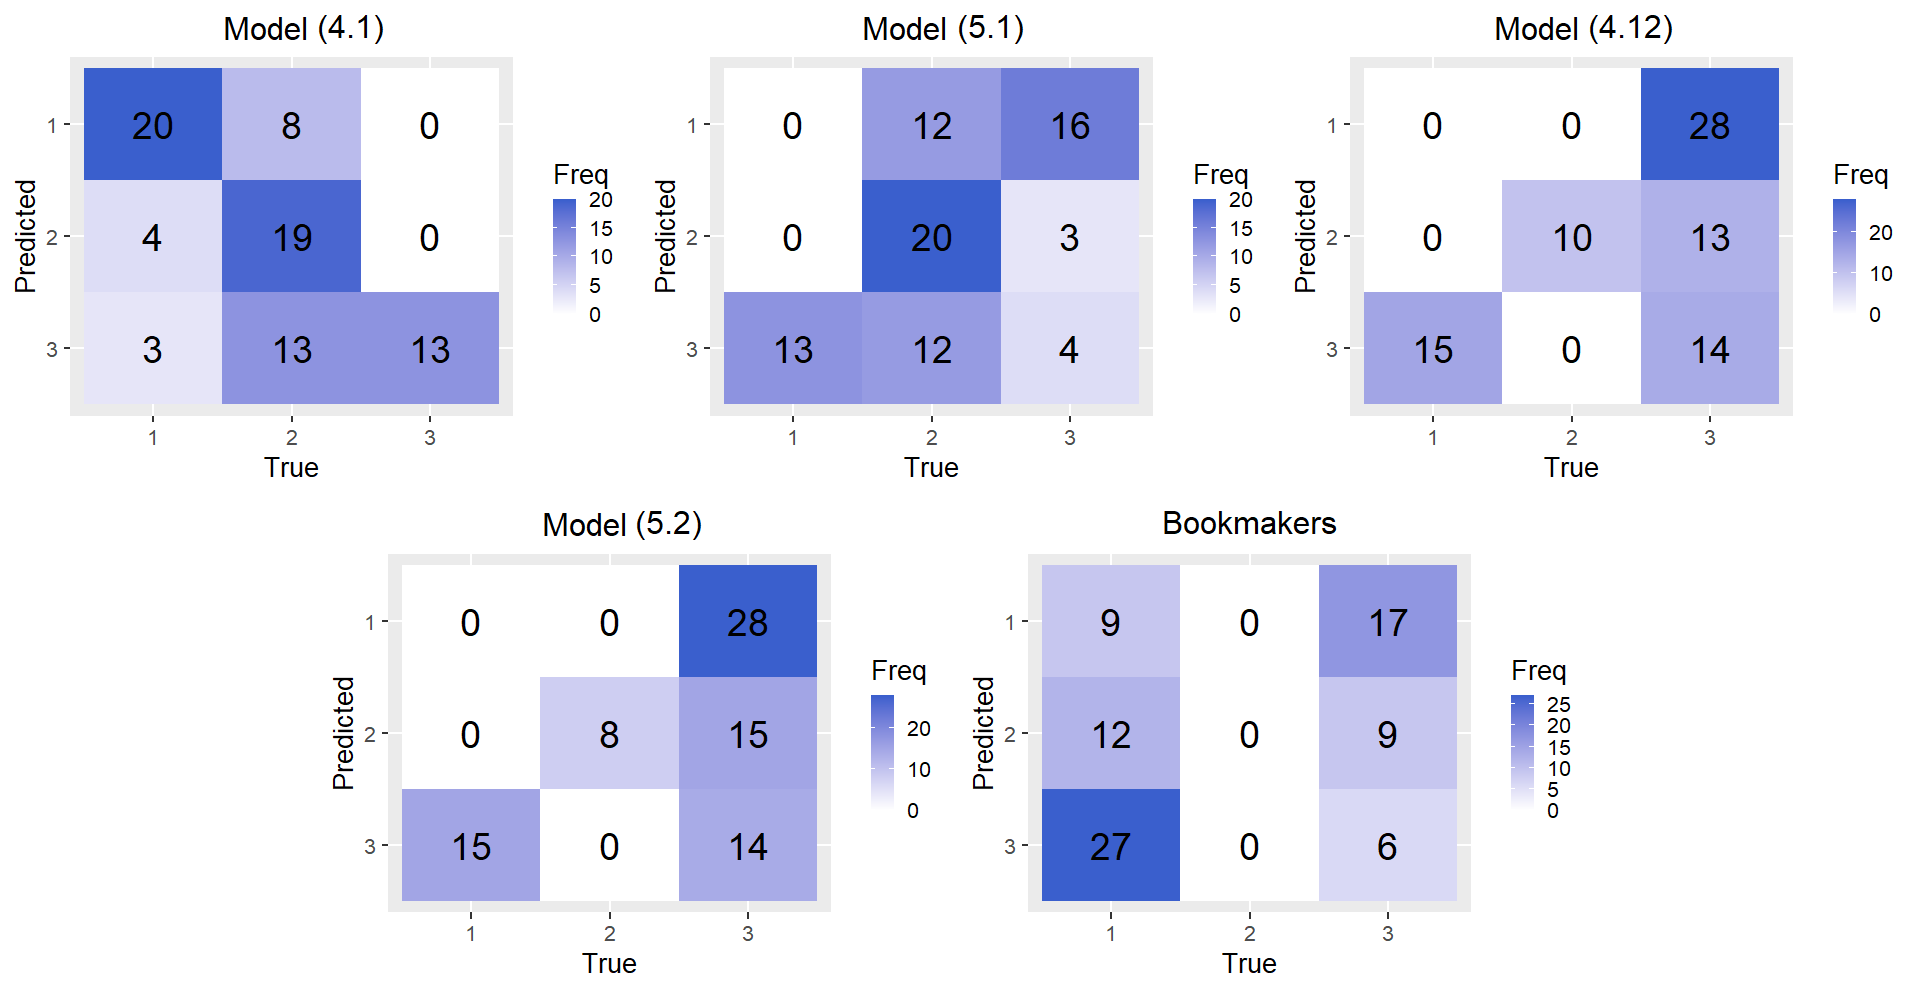 Model (4.1)
Predicted
1 20 8 0
2 4 19 0
3 3 13 13
1 2 3
True
Freq
20
15
10
5
0
Model (5.1)
Predicted
1 0 12 16
2 0 20 3
3 13 12 4
1 2 3
True
Freq
20
15
10
5
0
Model (4.12)
Predicted
1 0 0 28
2 0 10 13
3 15 0 14
1 2 3
True
Freq
20
10
0
Model (5.2)
Predicted
1 0 0 28
2 0 8 15
3 15 0 14
1 2 3
True
Freq
20
10
0
Bookmakers
Predicted
1 9 0 17
2 12 0 9
3 27 0 6
1 2 3
True
Freq
25
20
15
10
5
0